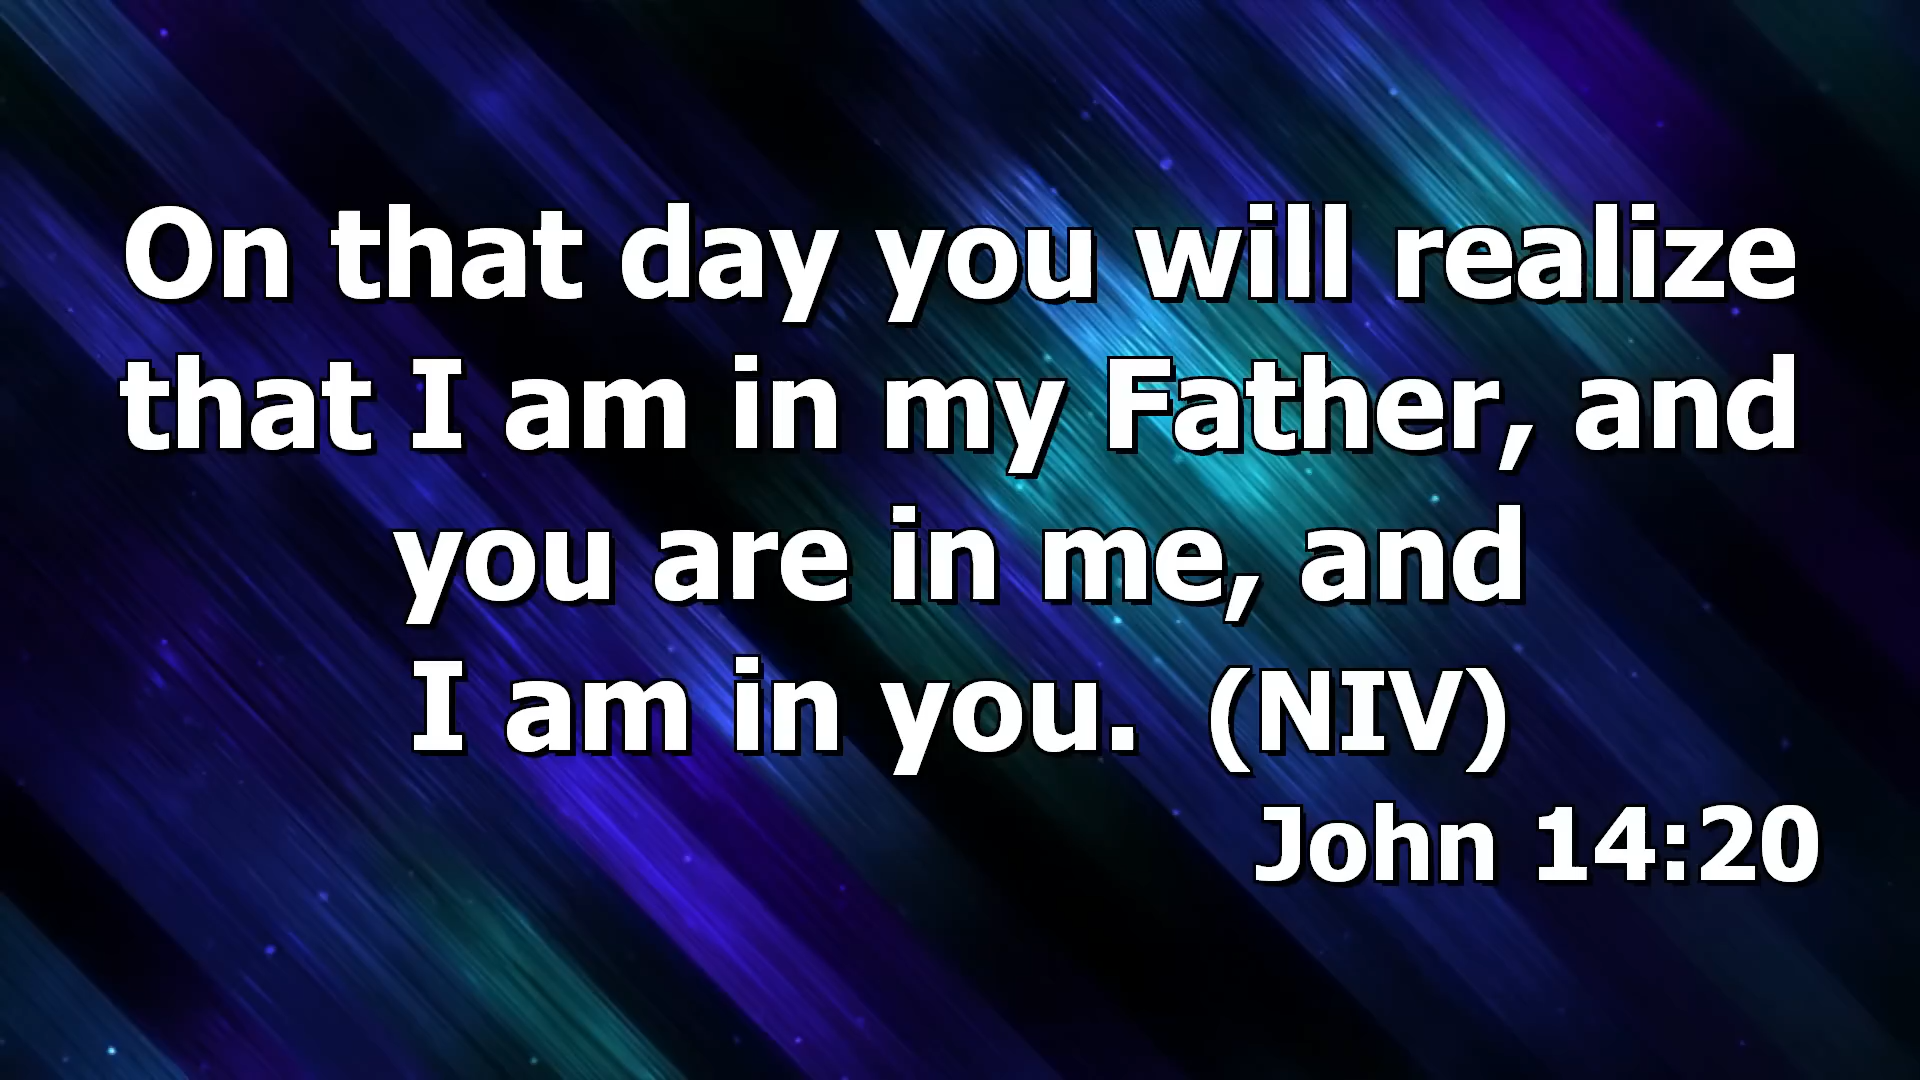 On that day you will realize
that I am in my Father, and
you are in me, and
I am in you.  (NIV)
John 14:20